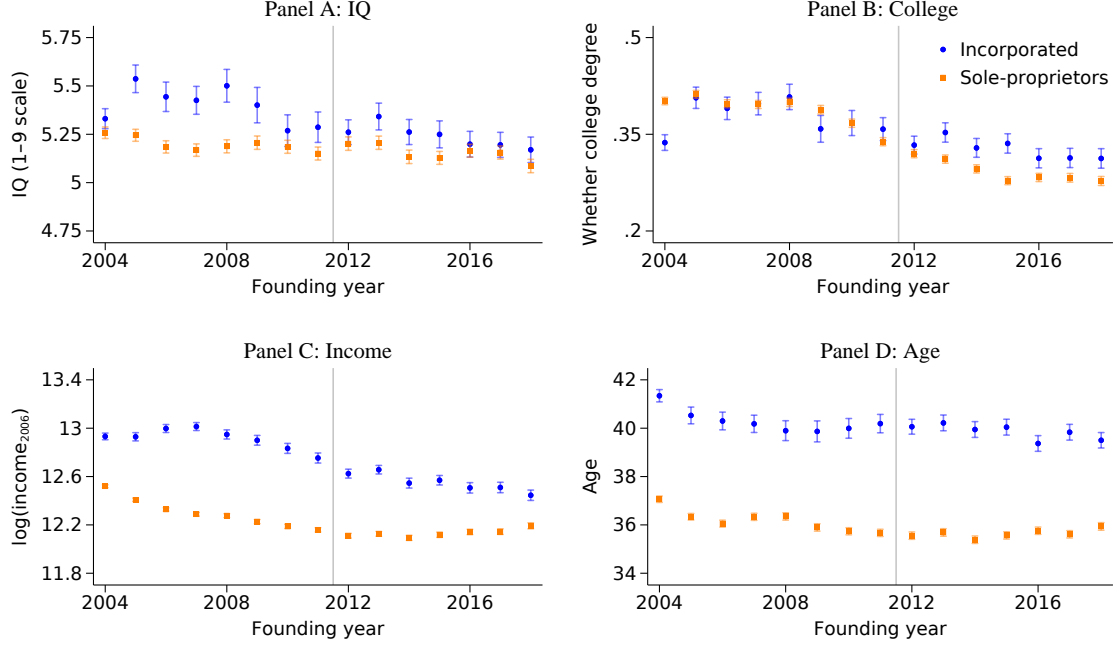 Panel A: IQ
IQ (1–9 scale)
5.75
5.5
5.25
5
4.75
2004 2008 2012 2016
Founding year
Panel B: College
Whether college degree
.5
.35
.2
Incorporated
Sole-proprietors
2004 2008 2012 2016
Founding year
Panel C: Income
log(income2006)
13.4
13
12.6
12.2
11.8
2004 2008 2012 2016
Founding year
Panel D: Age
Age
42
40
38
36
34
2004 2008 2012 2016
Founding year